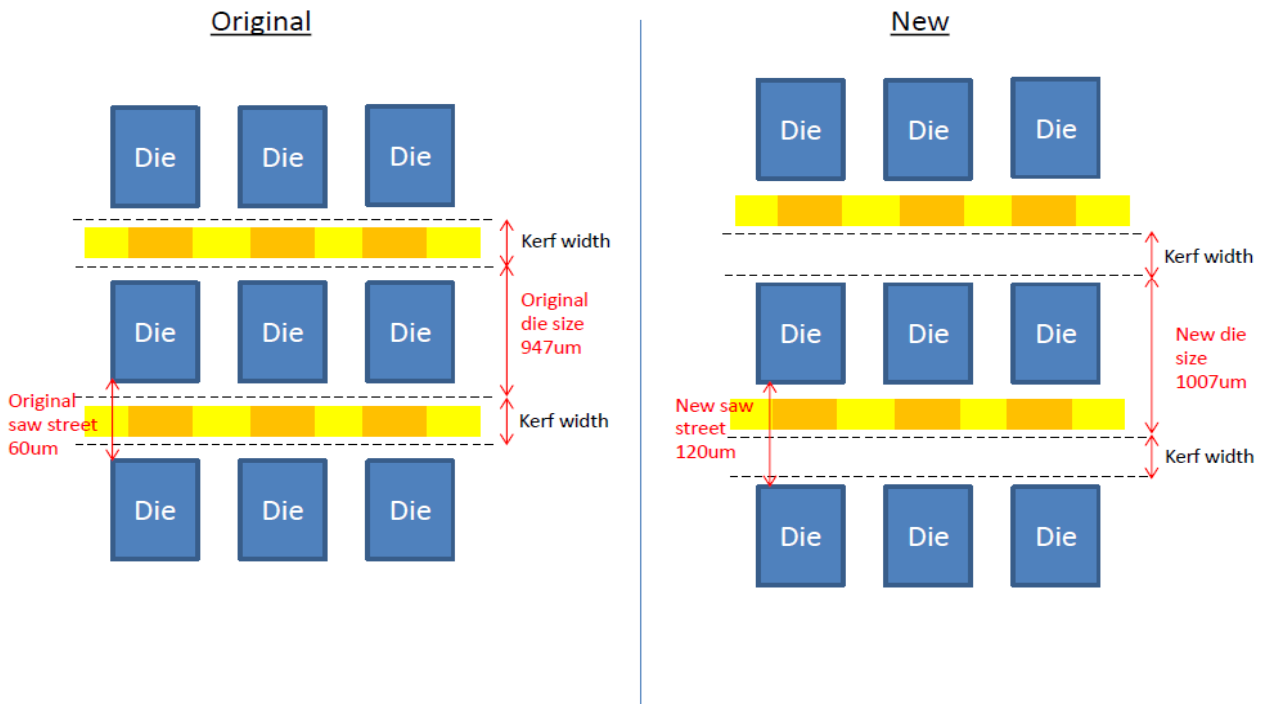 Original
Die Die Die
Kerf width
Die Die Die
Original
die size
947um
Original
saw street
60um
Kerf width
Die Die Die
New
Die Die Die
Kerf width
Die Die Die
New die
size
1007um
New saw
street
120um
Kerf width
Die Die Die